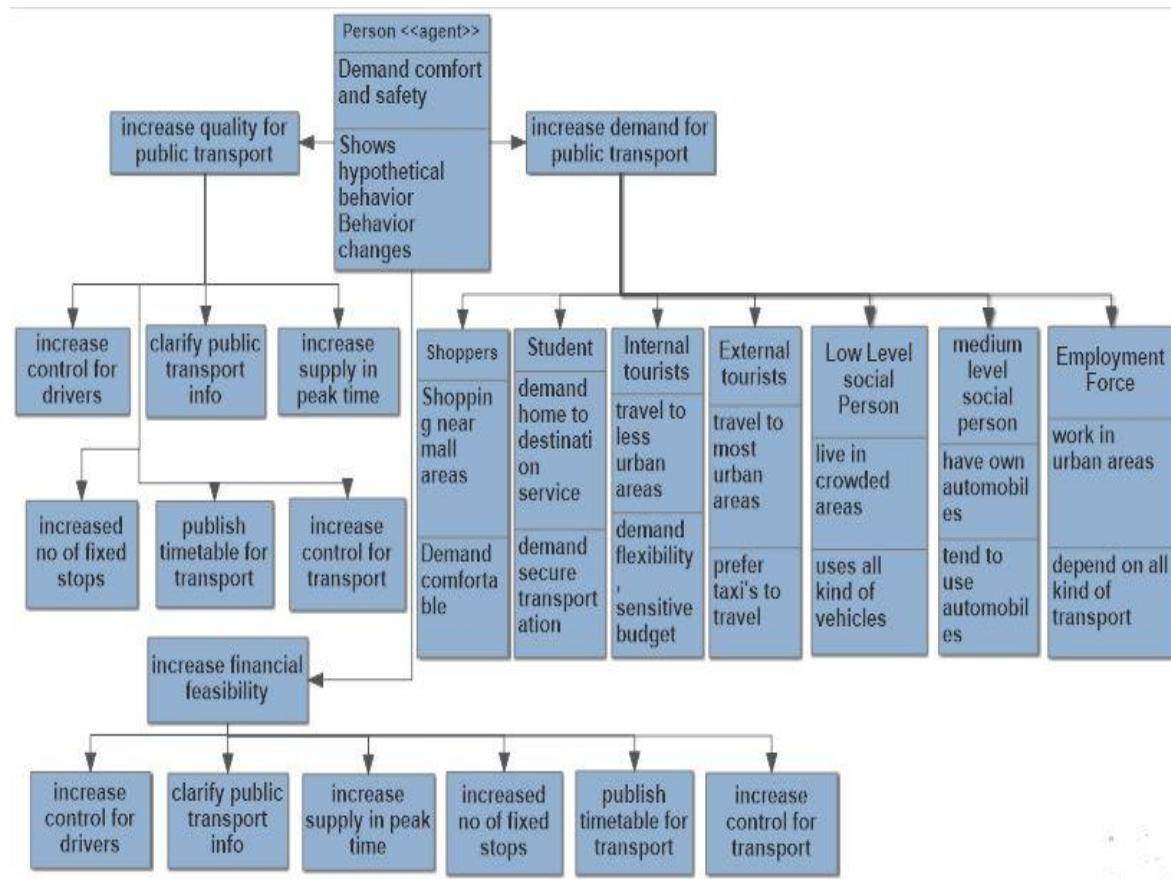 Person <<agent>>
Demand comfort
and safety
Shows
hypothetical
behavior
Behavior
changes
increase quality for
public transport
increase demand for
public transport
increase
control for
drivers
clarify public
transport
info
increase
supply in
peak time
increased
no of fixed
stops
publish
timetable for
transport
increase
control for
transport
Shoppers
Shoppin
g near
mall
areas
Demand
comforta
ble
Student
demand
home to
destinati
on
service
demand
secure
transport
ation
Internal
tourists
travel to
less
urban
areas
demand
flexibility
,
sensitive
budget
External
tourists
travel to
most
urban
areas
prefer
taxi's to
travel
Low Level
social
Person
live in
crowded
areas
uses all
kind of
vehicles
medium
level
social
person
have own
automobil
es
tend to
use
automobil
es
Employment
Force
work in
urban areas
depend on all
kind of
transport
increase financial
feasibility
increase
control for
drivers
clarify public
transport
info
increase
supply in peak
time
increased
no of fixed
stops
publish
timetable for
transport
increase
control for
transport